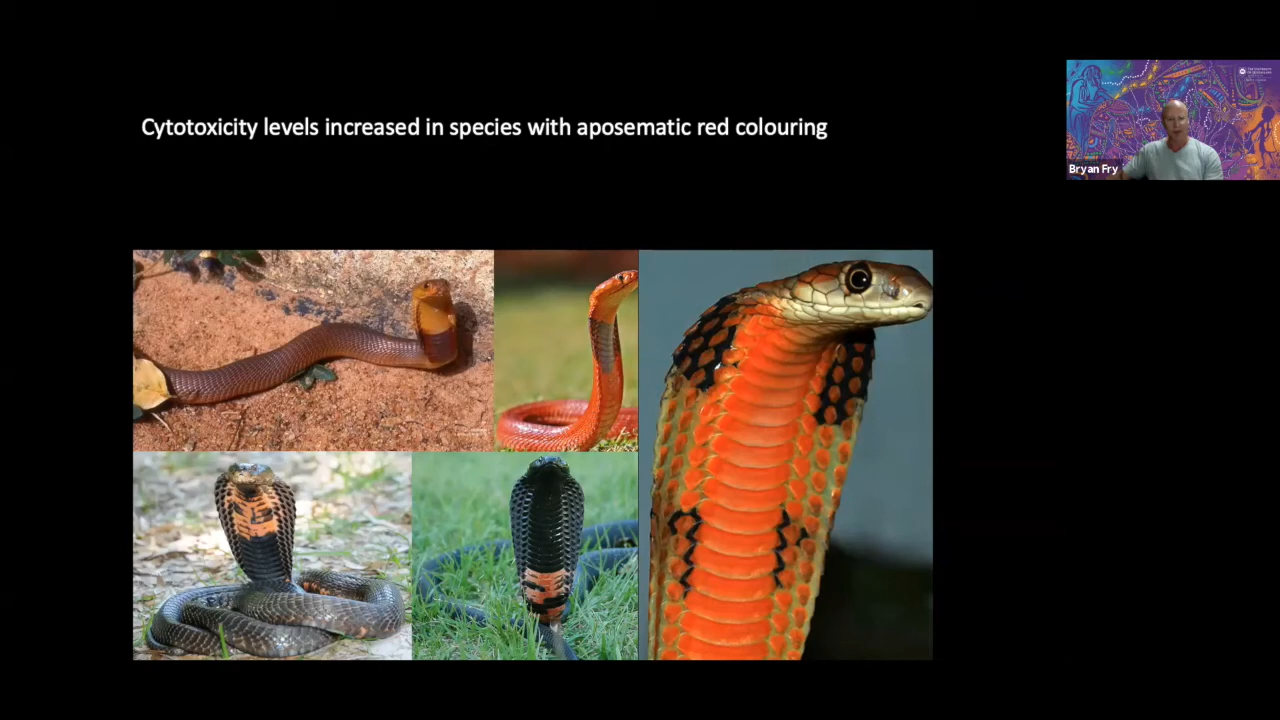 Cytotoxicity levels increased in species with aposematic red colouring
Bryan Fry